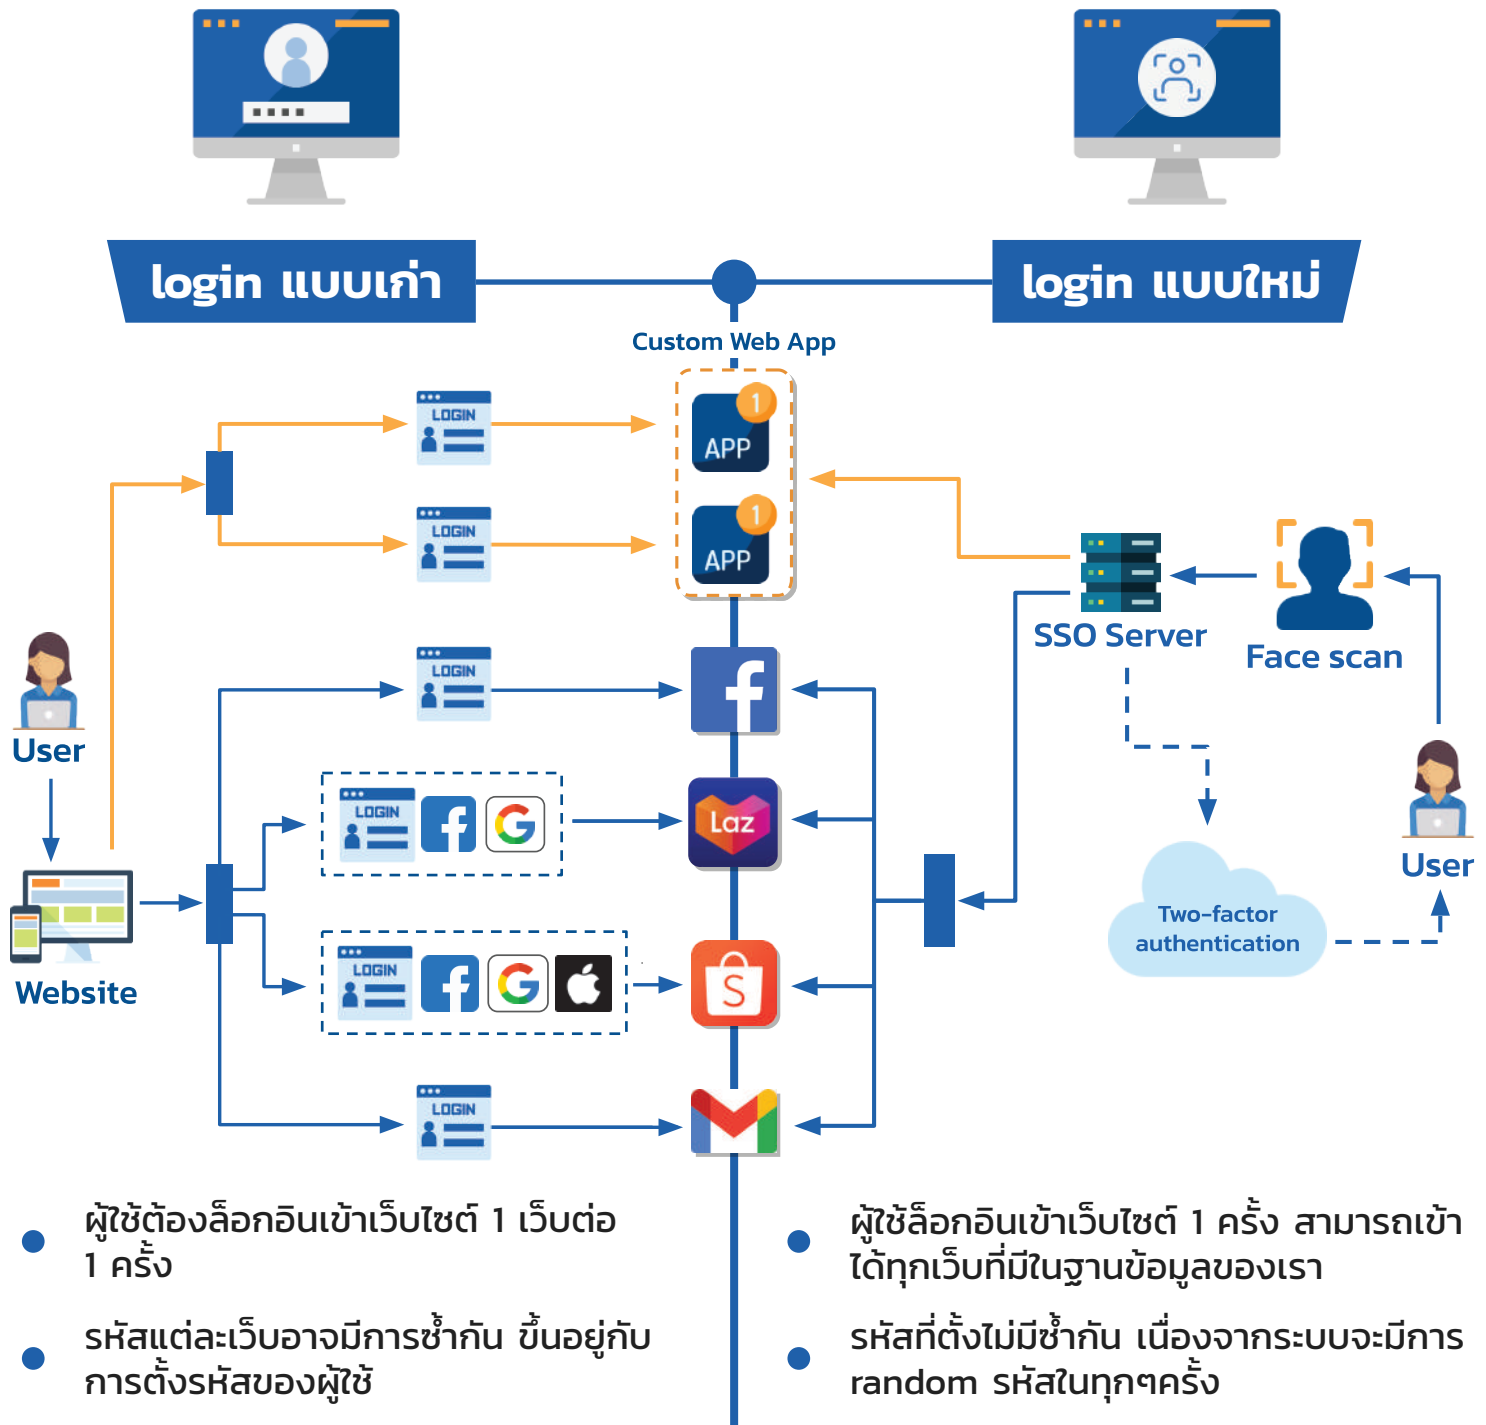 login แบบเก่า
login แบบใหม่
Custom Web App
LOGIN
1
APP
LOGIN
1
APP
SSO Server
Face scan
LOGIN
User
LOGIN
Laz
User
Two-factor
authentication
LOGIN
S
Website
LOGIN
ผู้ใช้ต้องล็อกอินเข้าเว็บไซต์ 1 เว็บต่อ
1 ครั้ง
รหัสแต่ละเว็บอาจมีการซ้ำกัน ขึ้นอยู่กับ
การตั้งรหัสของผู้ใช้
ผู้ใช้ล็อกอินเข้าเว็บไซต์ 1 ครั้ง สามารถเข้า
ได้ทุกเว็บที่มีในฐานข้อมูลของเรา
รหัสที่ตั้งไม่มีซ้ำกัน เนื่องจากระบบจะมีการ
random รหัสในทุกๆครั้ง